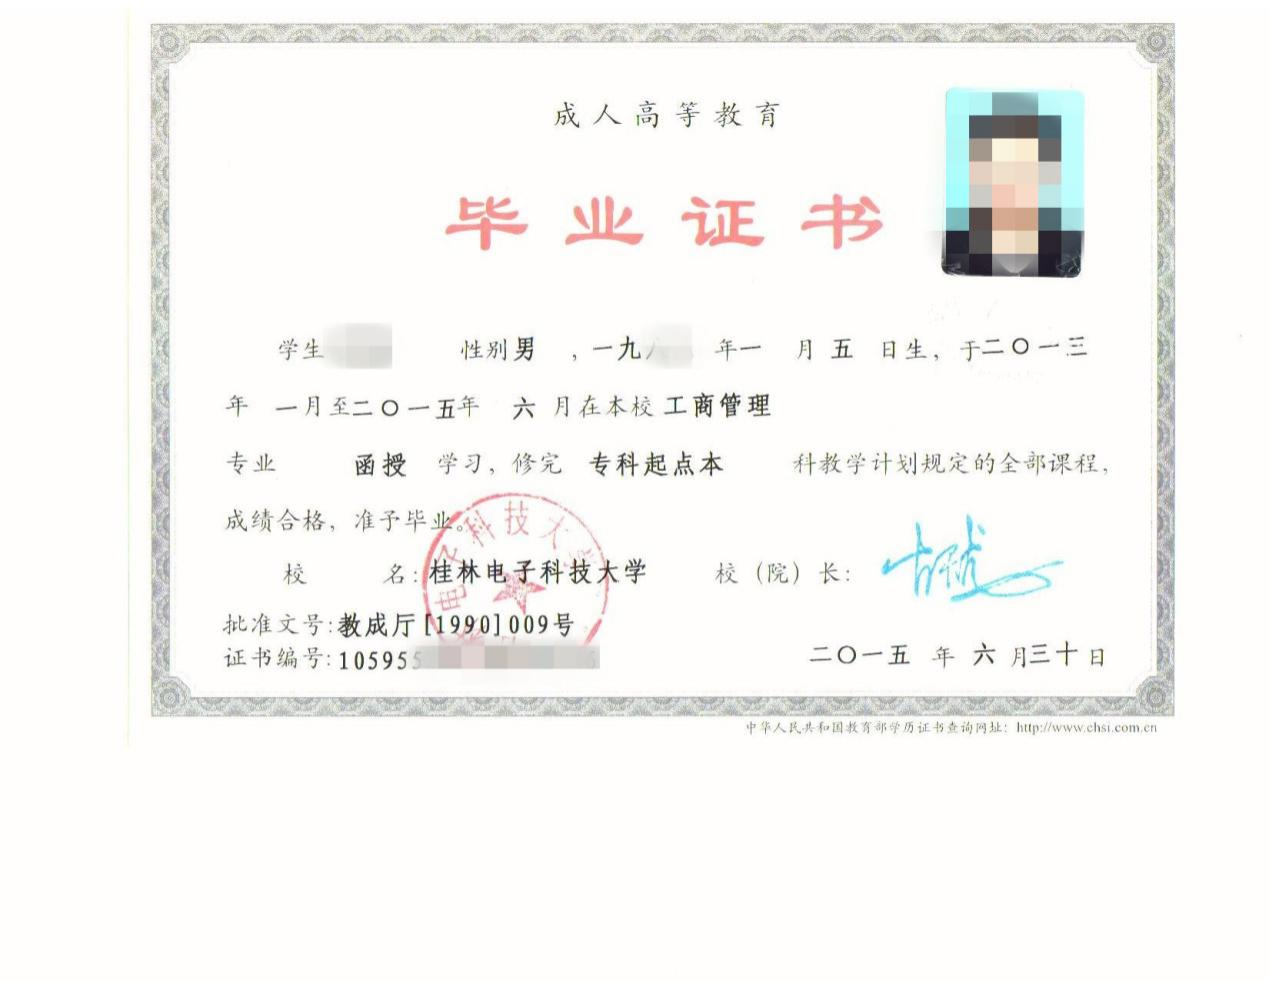 成人高等教育
毕业证书
学生 性别 男 ，一九 年 一 月 五 日生，于二〇一三
年 一月至二〇一五年 六 月在本校 工商管理
专业 函授 学习，修完 专科起点本 科教学计划规定的全部课程，
成绩合格，准予毕业。
校 名：桂林电子科技大学 校（院）长：
批准文号：教成厅[1990]009号
证书编号：105955
二〇一五 年 六 月三十日
电子科技大学
中华人民共和国教育部学历证书查询网址：http://www.chsi.com.cn